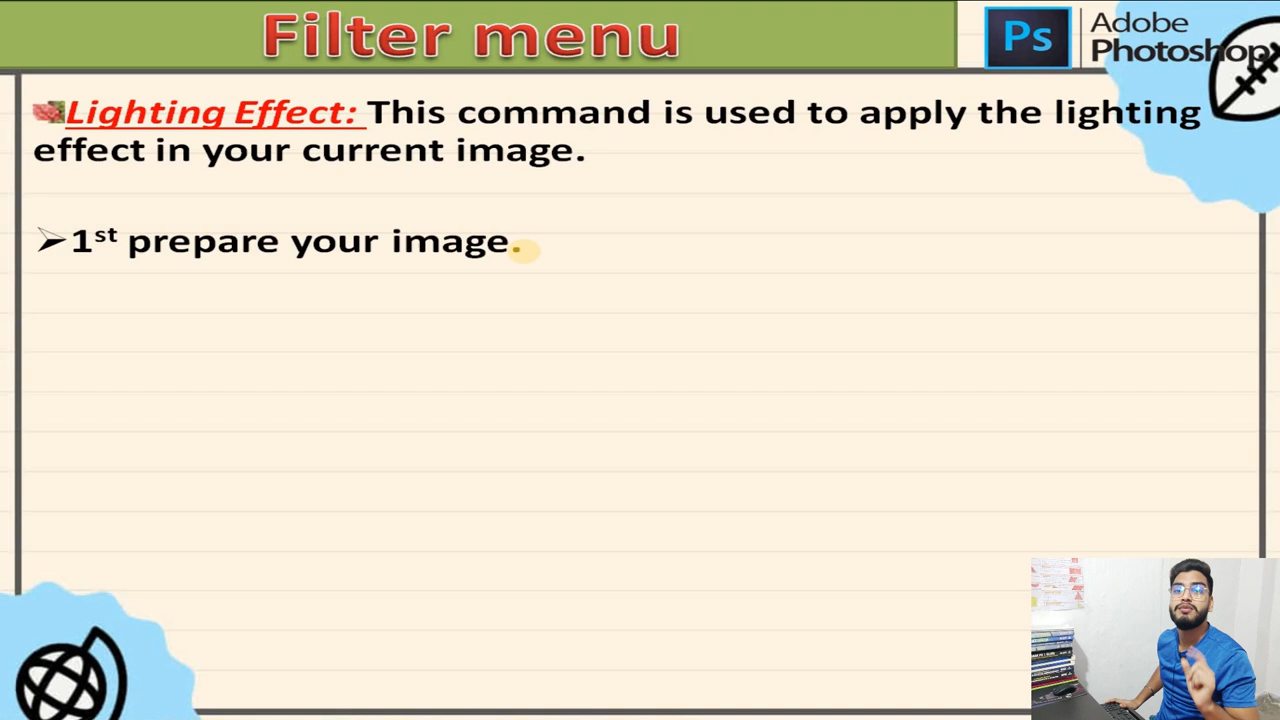 Filter menu
Ps
Adobe
Photoshop
Lighting Effect: This command is used to apply the lighting
effect in your current image.
➢1st prepare your image.